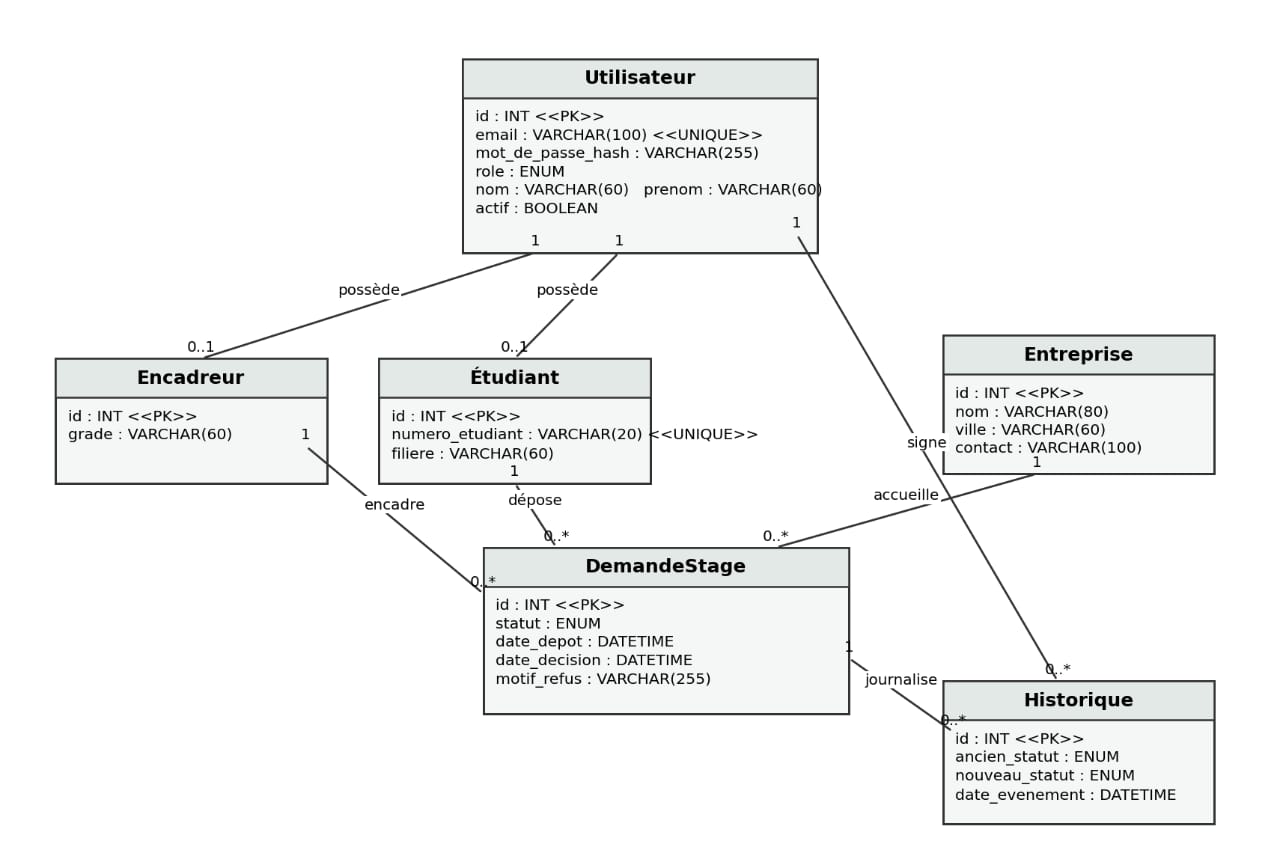 Utilisateur
id : INT <<PK>>
email : VARCHAR(100) <<UNIQUE>>
mot_de_passe_hash : VARCHAR(255)
role : ENUM
nom : VARCHAR(60)   prenom : VARCHAR(60)
actif : BOOLEAN
1
1
1
possède
possède
0..1
0..1
Encadreur
id : INT <<PK>>
grade : VARCHAR(60)
1
Étudiant
id : INT <<PK>>
numero_etudiant : VARCHAR(20) <<UNIQUE>>
filiere : VARCHAR(60)
1
Entreprise
id : INT <<PK>>
nom : VARCHAR(80)
ville : VARCHAR(60)
contact : VARCHAR(100)
1
signe
encadre
dépose
accueille
0..*
0..*
0..*
DemandeStage
id : INT <<PK>>
statut : ENUM
date_depot : DATETIME
date_decision : DATETIME
motif_refus : VARCHAR(255)
1
journalise
0..*
0..*
Historique
id : INT <<PK>>
ancien_statut : ENUM
nouveau_statut : ENUM
date_evenement : DATETIME